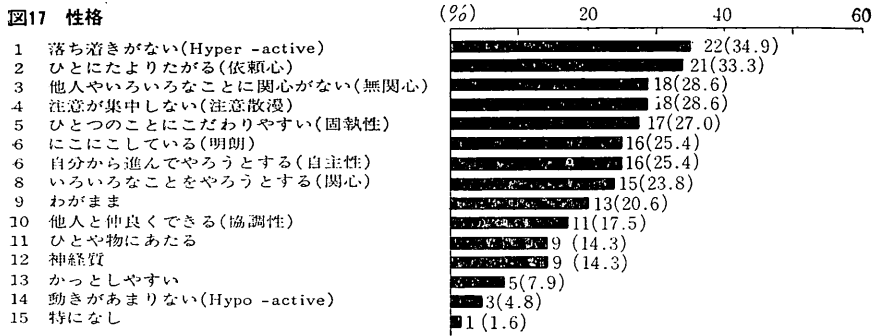 図17 性格
(%) 20 40 60
1 落ち着きがない(Hyper -active) 22(34.9)
2 ひとにたよりたがる(依頼心) 21(33.3)
3 他人やいろいろなことに関心がない(無関心) 18(28.6)
4 注意が集中しない(注意散漫) 18(28.6)
5 ひとつのことにこだわりやすい(固執性) 17(27.0)
6 にこにこしている(明朗) 16(25.4)
6 自分から進んでやろうとする(自主性) 16(25.4)
8 いろいろなことをやろうとする(関心) 15(23.8)
9 わがまま 13(20.6)
10 他人と仲良くできる(協調性) 11(17.5)
11 ひとや物にあたる 9 (14.3)
12 神経質 9 (14.3)
13 かっとしやすい 5(7.9)
14 動きがあまりない(Hypo -active) 3(4.8)
15 特になし 1(1.6)